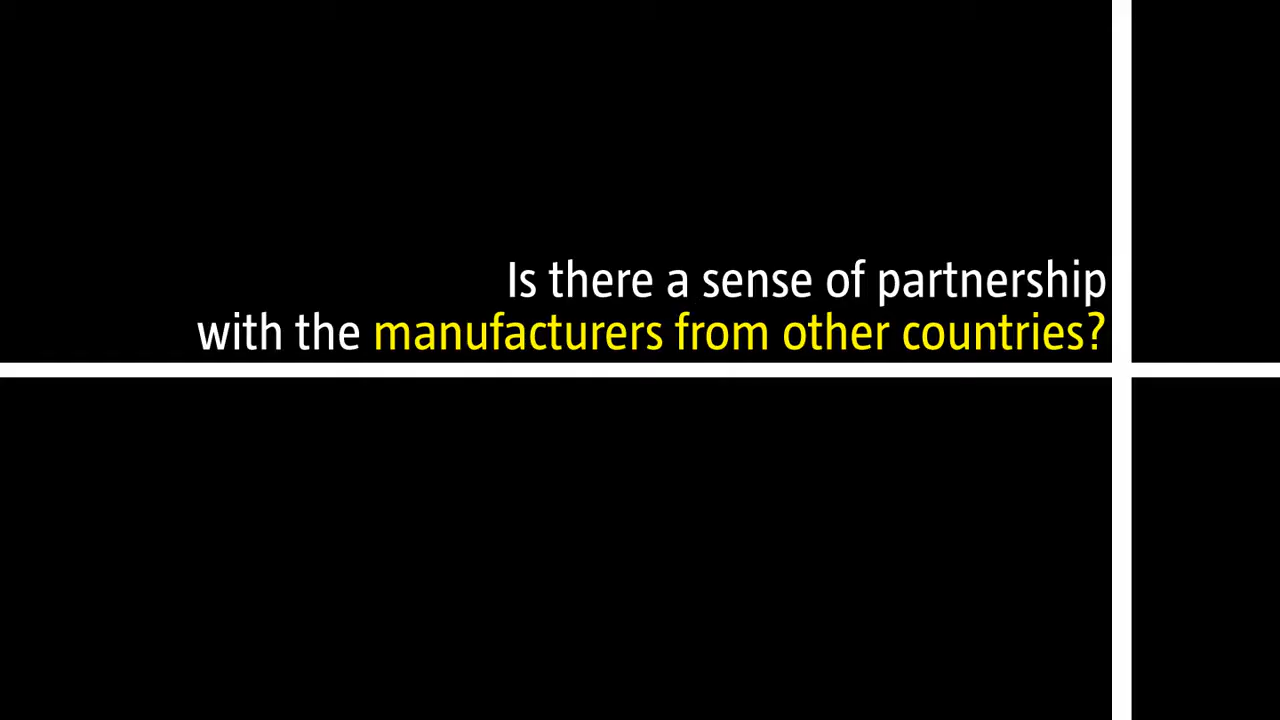 Is there a sense of partnership
with the manufacturers from other countries?